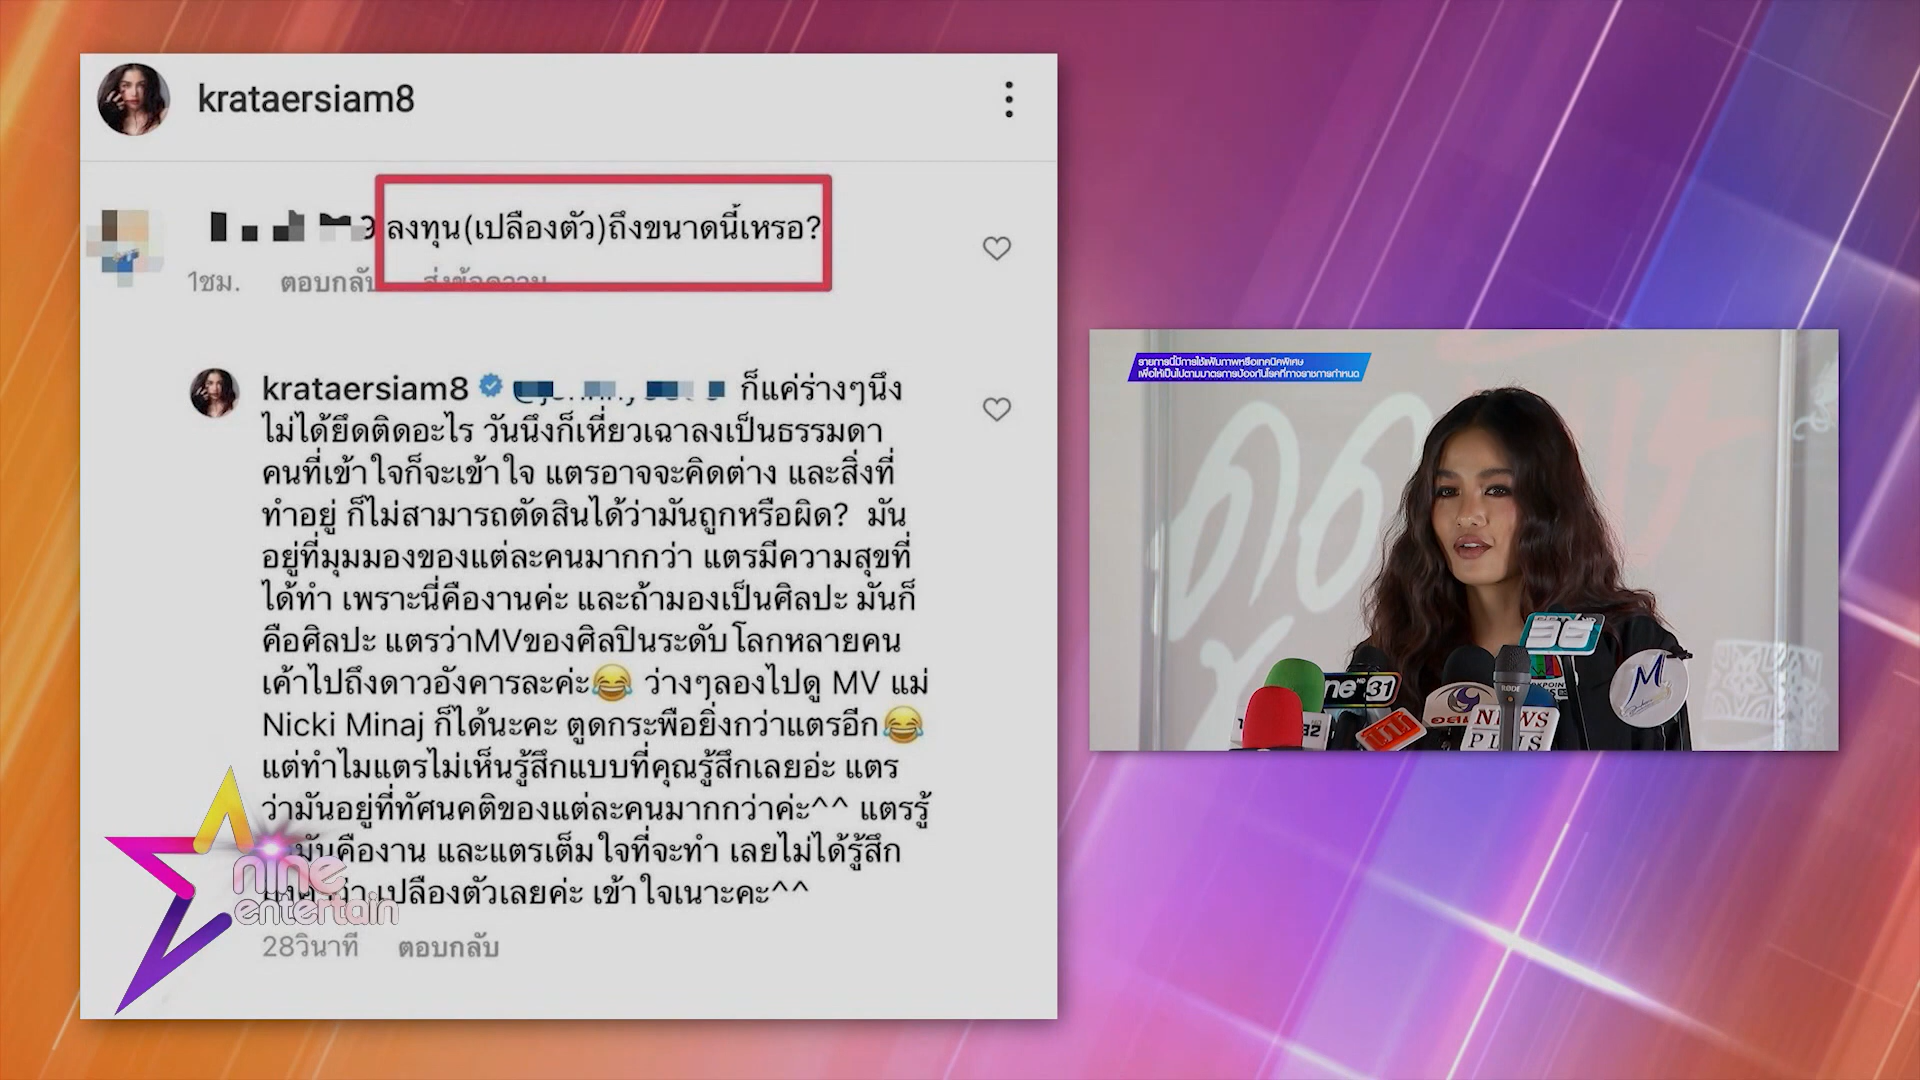 krataersiam8
ลงทุน(เปลืองตัว)ถึงขนาดนี้เหรอ?
1ชม. ตอบกลับ ส่งข้อความ
krataersiam8 ก็แค่ร่างๆนึง
ไม่ได้ยึดติดอะไร วันนึงก็เหี่ยวเฉาลงเป็นธรรมดา
คนที่เข้าใจก็จะเข้าใจ แตรอาจจะคิดต่าง และสิ่งที่
ทำอยู่ ก็ไม่สามารถตัดสินได้ว่ามันถูกหรือผิด? มัน
อยู่ที่มุมมองของแต่ละคนมากกว่า แตรมีความสุขที่
ได้ทำ เพราะนี่คืองานค่ะ และถ้ามองเป็นศิลปะ มันก็
คือศิลปะ แตรว่าMVของศิลปินระดับโลกหลายคน
เค้าไปถึงดาวอังคารละค่ะ😂 ว่างๆลองไปดู MV แม่
Nicki Minaj ก็ได้นะคะ ตูดกระพือยิ่งกว่าแตรอีก😂
แต่ทำไมแตรไม่เห็นรู้สึกแบบที่คุณรู้สึกเลยอ่ะ แตร
ว่ามันอยู่ที่ทัศนคติของแต่ละคนมากกว่าค่ะ^^ แตรรู้
มันคืองาน และแตรเต็มใจที่จะทำ เลยไม่ได้รู้สึก
เปลืองตัวเลยค่ะ เข้าใจเนาะคะ^^
28วินาที ตอบกลับ
nine
entertain
รายการนี้มีการใช้แฟ้มภาพหรือเทคนิคพิเศษ
เพื่อให้เป็นไปตามมาตรการป้องกันโรคที่ทางราชการกำหนด
36
one HD 31
NEWS
PLUS
RØDE
M
32